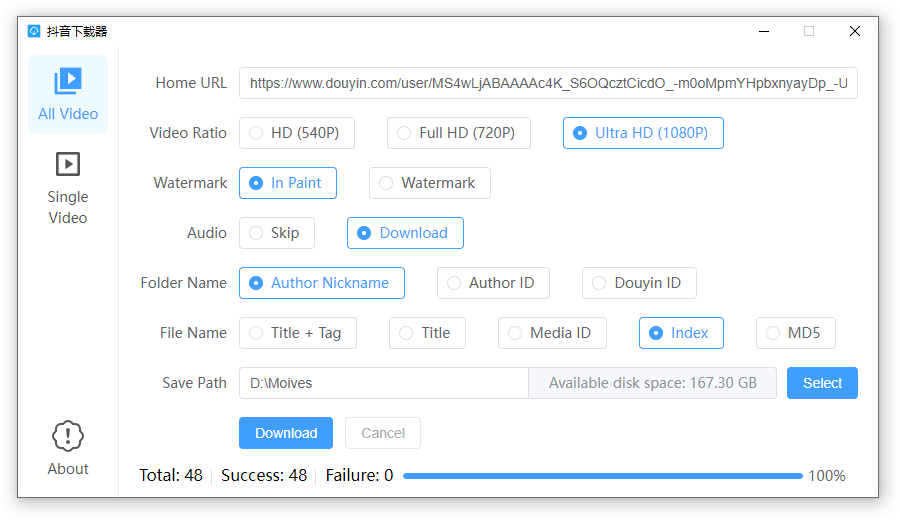 抖音下载器
All Video
Single
Video
About
Home URL https://www.douyin.com/user/MS4wLjABAAAAc4K_S6OQcztCicdO_-m0oMpmYHpbxnyayDp_-U
Video Ratio HD (540P) Full HD (720P) Ultra HD (1080P)
Watermark In Paint Watermark
Audio Skip Download
Folder Name Author Nickname Author ID Douyin ID
File Name Title + Tag Title Media ID Index MD5
Save Path D:\Moives Available disk space: 167.30 GB Select
Download Cancel
Total: 48 Success: 48 Failure: 0 100%